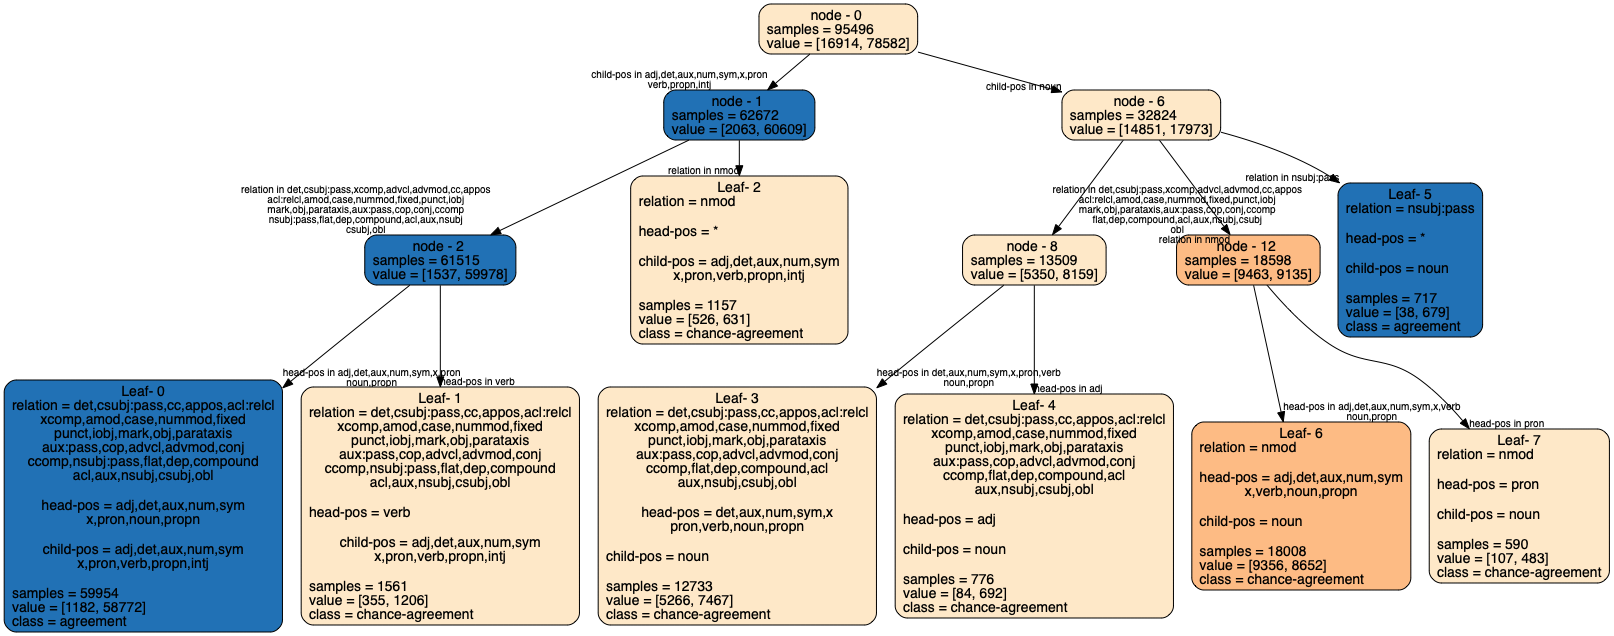 node - 0
samples = 95496
value = [16914, 78582]
child-pos in adj,det,aux,num,sym,x,pron
verb,propn,intj
child-pos in noun
node - 1
samples = 62672
value = [2063, 60609]
node - 6
samples = 32824
value = [14851, 17973]
relation in det,csubj:pass,xcomp,advcl,advmod,cc,appos
acl:relcl,amod,case,nummod,fixed,punct,iobj
mark,obj,parataxis,aux:pass,cop,conj,ccomp
nsubj:pass,flat,dep,compound,acl,aux,nsubj
csubj,obl
relation in nmod
relation in det,csubj:pass,xcomp,advcl,advmod,cc,appos
acl:relcl,amod,case,nummod,fixed,punct,iobj
mark,obj,parataxis,aux:pass,cop,conj,ccomp
flat,dep,compound,acl,aux,nsubj,csubj
obl
relation in nmod
relation in nsubj:pass
node - 2
samples = 61515
value = [1537, 59978]
Leaf- 2
relation = nmod
head-pos = *
child-pos = adj,det,aux,num,sym
x,pron,verb,propn,intj
samples = 1157
value = [526, 631]
class = chance-agreement
node - 8
samples = 13509
value = [5350, 8159]
node - 12
samples = 18598
value = [9463, 9135]
Leaf- 5
relation = nsubj:pass
head-pos = *
child-pos = noun
samples = 717
value = [38, 679]
class = agreement
head-pos in adj,det,aux,num,sym,x,pron
noun,propn
head-pos in verb
head-pos in det,aux,num,sym,x,pron,verb
noun,propn
head-pos in adj
head-pos in adj,det,aux,num,sym,x,verb
noun,propn
head-pos in pron
Leaf- 0
relation = det,csubj:pass,cc,appos,acl:relcl
xcomp,amod,case,nummod,fixed
punct,iobj,mark,obj,parataxis
aux:pass,cop,advcl,advmod,conj
ccomp,nsubj:pass,flat,dep,compound
acl,aux,nsubj,csubj,obl
head-pos = adj,det,aux,num,sym
x,pron,noun,propn
child-pos = adj,det,aux,num,sym
x,pron,verb,propn,intj
samples = 59954
value = [1182, 58772]
class = agreement
Leaf- 1
relation = det,csubj:pass,cc,appos,acl:relcl
xcomp,amod,case,nummod,fixed
punct,iobj,mark,obj,parataxis
aux:pass,cop,advcl,advmod,conj
ccomp,nsubj:pass,flat,dep,compound
acl,aux,nsubj,csubj,obl
head-pos = verb
child-pos = adj,det,aux,num,sym
x,pron,verb,propn,intj
samples = 1561
value = [355, 1206]
class = chance-agreement
Leaf- 3
relation = det,csubj:pass,cc,appos,acl:relcl
xcomp,amod,case,nummod,fixed
punct,iobj,mark,obj,parataxis
aux:pass,cop,advcl,advmod,conj
ccomp,flat,dep,compound,acl
aux,nsubj,csubj,obl
head-pos = det,aux,num,sym,x
pron,verb,noun,propn
child-pos = noun
samples = 12733
value = [5266, 7467]
class = chance-agreement
Leaf- 4
relation = det,csubj:pass,cc,appos,acl:relcl
xcomp,amod,case,nummod,fixed
punct,iobj,mark,obj,parataxis
aux:pass,cop,advcl,advmod,conj
ccomp,flat,dep,compound,acl
aux,nsubj,csubj,obl
head-pos = adj
child-pos = noun
samples = 776
value = [84, 692]
class = chance-agreement
Leaf- 6
relation = nmod
head-pos = adj,det,aux,num,sym
x,verb,noun,propn
child-pos = noun
samples = 18008
value = [9356, 8652]
class = chance-agreement
Leaf- 7
relation = nmod
head-pos = pron
child-pos = noun
samples = 590
value = [107, 483]
class = chance-agreement